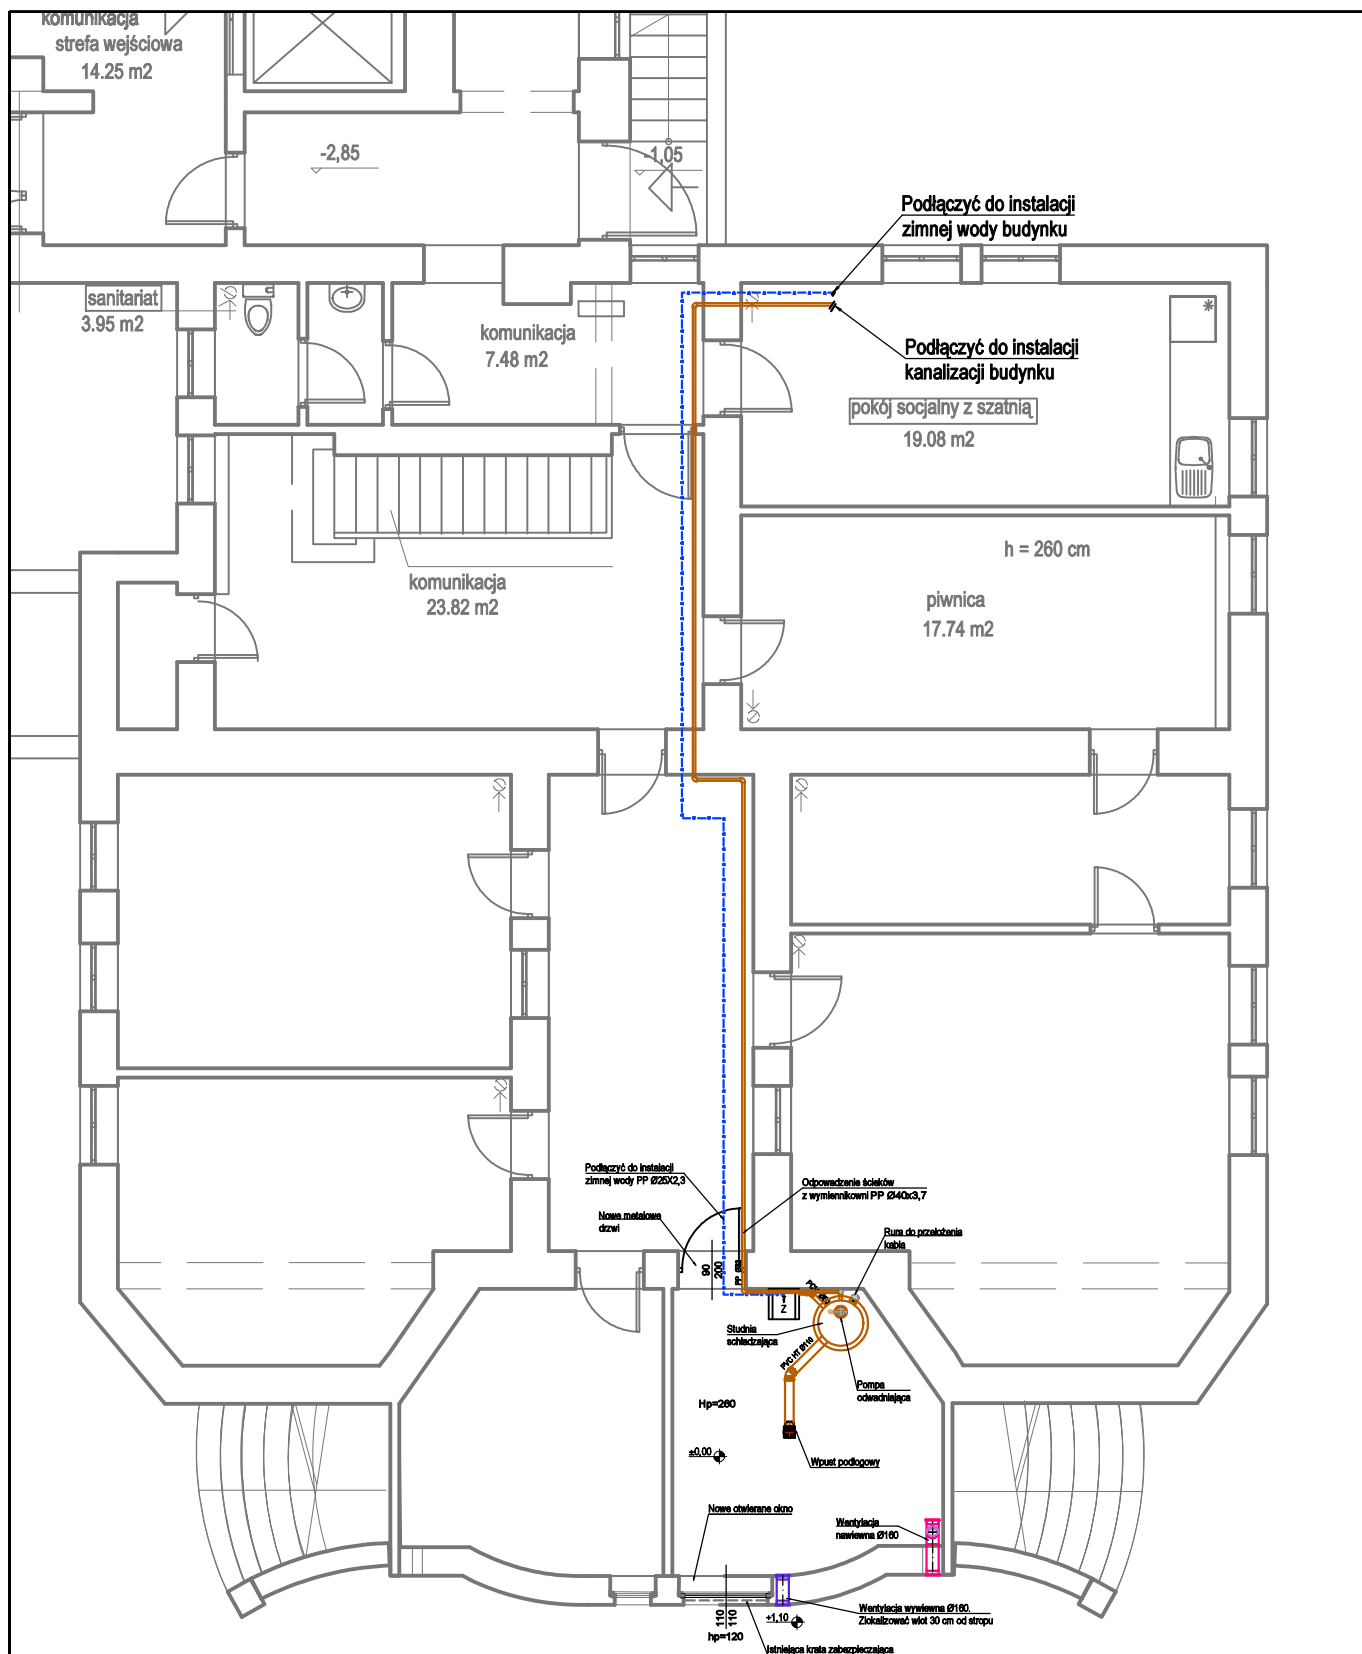 komunikacja
strefa wejściowa
14.25 m2
-2,85
-1,05
Podłączyć do instalacji
zimnej wody budynku
sanitariat
3.95 m2
komunikacja
7.48 m2
Podłączyć do instalacji
kanalizacji budynku
pokój socjalny z szatnią
19.08 m2
h = 260 cm
komunikacja
23.82 m2
piwnica
17.74 m2
Podłączyć do instalacji
zimnej wody PP Ø25X2,3
Odpowadzenie ścieków
z wymiennikowni PP Ø40x3,7
Nowe metalowe
drzwi
Rura do przełożenia
kabla
90
200
PP
Z
Studnia
schładzająca
PVC HT Ø110
Pompa
odwadniająca
Hp=260
±0,00
Wpust podłogowy
Nowe otwierane okno
Wentylacja
nawiewna Ø160
110
110
hp=120
+1,10
Wentylacja wywiewna Ø160.
Zlokalizować wlot 30 cm od stropu
Istniejąca krata zabezpieczająca